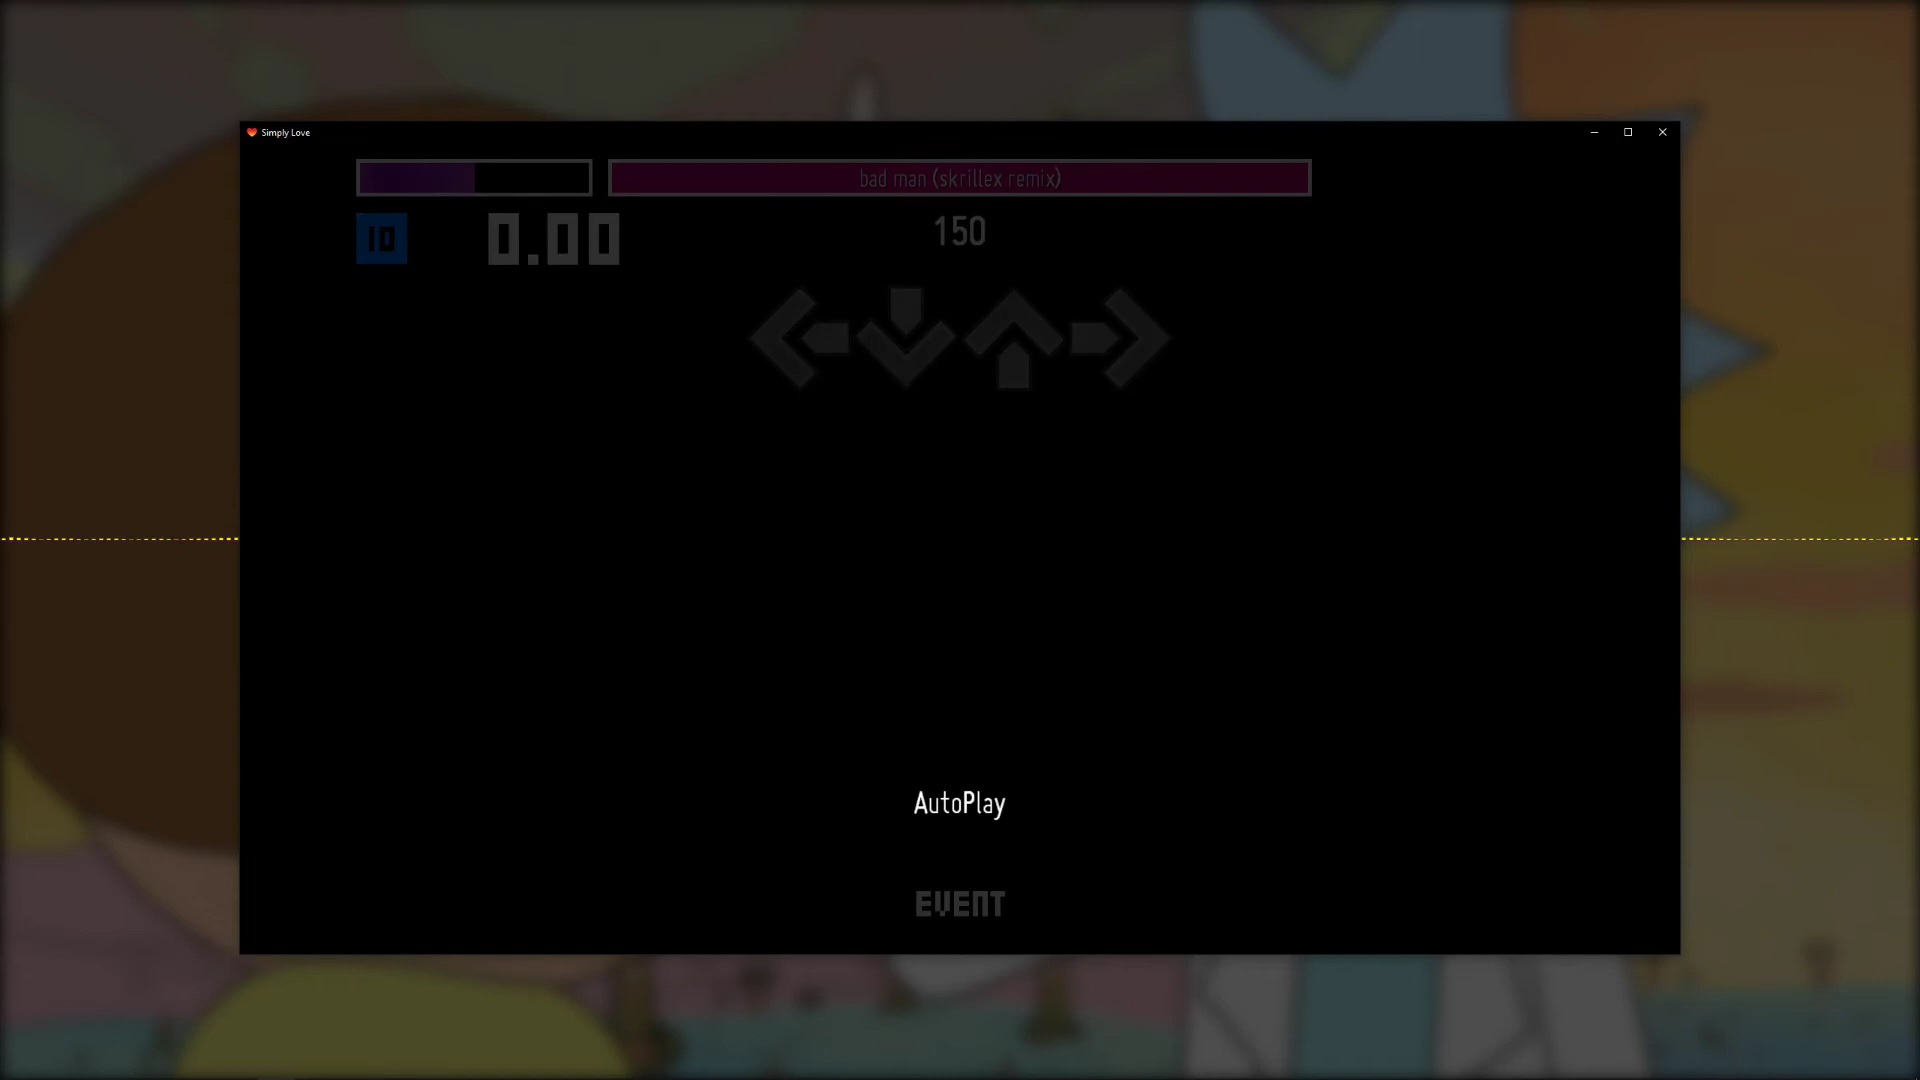 Simply Love
bad man (skrillex remix)
10
0.00
150
AutoPlay
EVENT